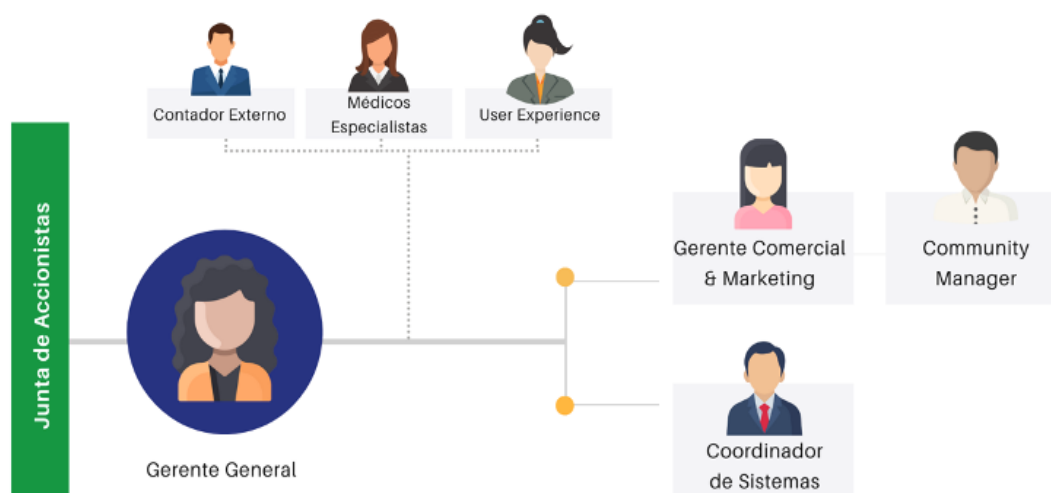 Contador Externo
Médicos
Especialistas
User Experience
Junta de Accionistas
Gerente General
Gerente Comercial
& Marketing
Community
Manager
Coordinador
de Sistemas